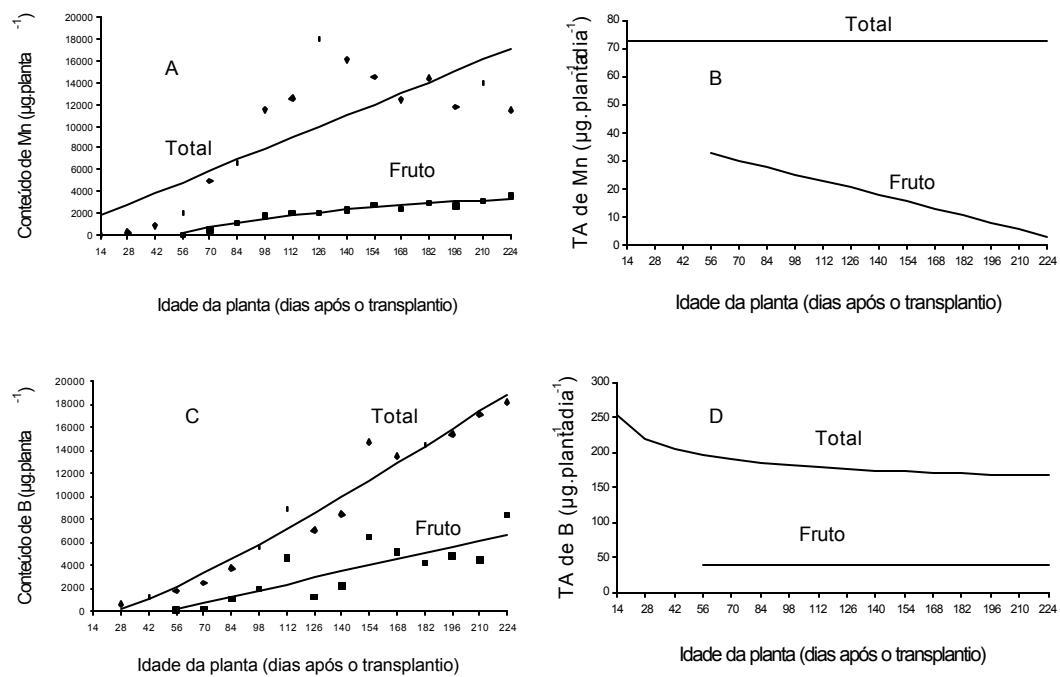 Conteúdo de Mn (µg.planta⁻¹)
20000
18000
16000
14000
12000
10000
8000
6000
4000
2000
0
A
Total
Fruto
14 28 42 56 70 84 98 112 126 140 154 168 182 196 210 224
Idade da planta (dias após o transplantio)
TA de Mn (µg.planta⁻¹dia⁻¹)
80
70
60
50
40
30
20
10
0
Total
B
Fruto
14 28 42 56 70 84 98 112 126 140 154 168 182 196 210 224
Idade da planta (dias após o transplantio)
Conteúdo de B (µg.planta⁻¹)
20000
18000
16000
14000
12000
10000
8000
6000
4000
2000
0
C
Total
Fruto
14 28 42 56 70 84 98 112 126 140 154 168 182 196 210 224
Idade da planta (dias após o transplantio)
TA de B (µg.planta⁻¹dia⁻¹)
300
250
200
150
100
50
0
D
Total
Fruto
14 28 42 56 70 84 98 112 126 140 154 168 182 196 210 224
Idade da planta (dias após o transplantio)